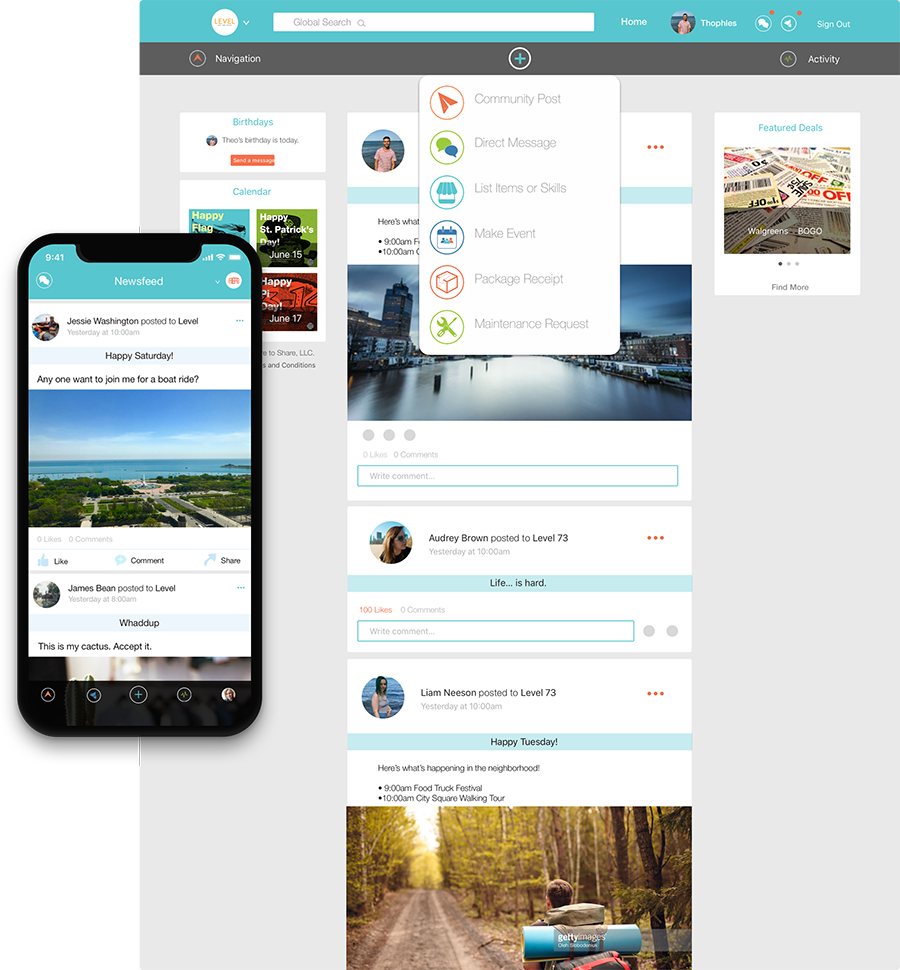 LEVEL
Global Search
Home
Thophles
Sign Out
Navigation
Activity
Community Post
Direct Message
List Items or Skills
Make Event
Package Receipt
Maintenance Request
Birthdays
Theo's birthday is today.
Send a message
Calendar
Happy
Flag
Happy
St. Patrick's
Day!
June 15
Happy
Pi
Day!
June 17
e to Share, LLC.
s and Conditions
Here's what
• 9:00am Fo
•10:00am C
0 Likes 0 Comments
Write comment...
Audrey Brown posted to Level 73
Yesterday at 10:00am
Life... is hard.
100 Likes 0 Comments
Write comment...
Liam Neeson posted to Level 73
Yesterday at 10:00am
Happy Tuesday!
Here's what's happening in the neighborhood!
• 9:00am Food Truck Festival
•10:00am City Square Walking Tour
gettyimages
Oleh Slobodeniuk
Featured Deals
OFF
OFF
Walgreens .. BOGO
Find More
9:41
Newsfeed
Jessie Washington posted to Level
Yesterday at 10:00am
Happy Saturday!
Any one want to join me for a boat ride?
0 Likes 0 Comments
Like Comment Share
James Bean posted to Level
Yesterday at 8:00am
Whaddup
This is my cactus. Accept it.